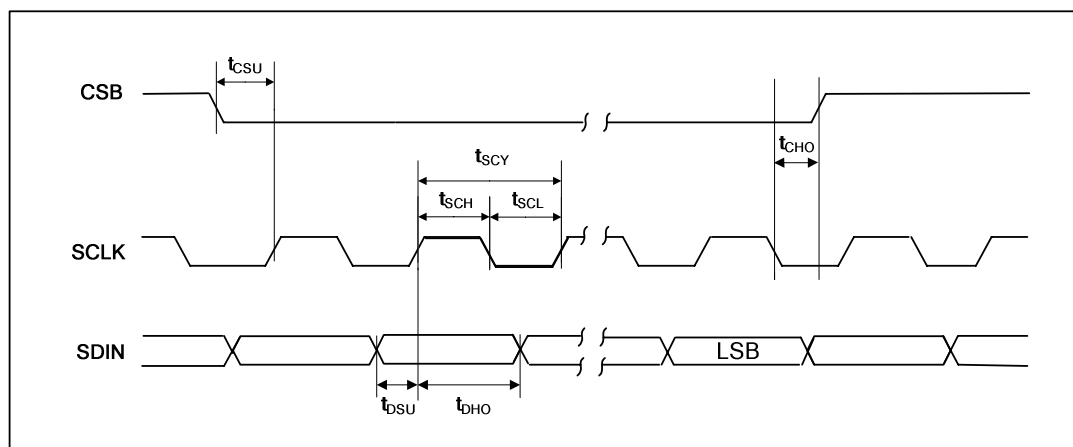 tCSU
CSB
tCHO
tSCY
tSCH tSCL
SCLK
SDIN LSB
tDSU tDHO